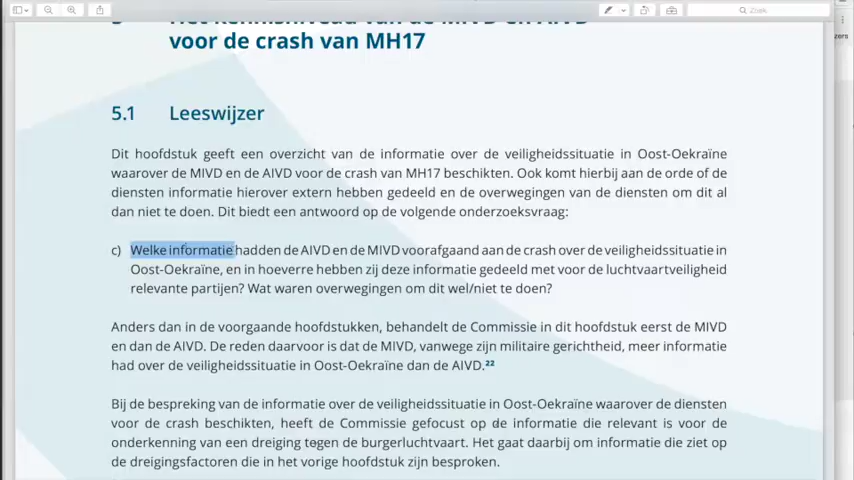 Zoek
voor de crash van MH17
5.1 Leeswijzer
Dit hoofdstuk geeft een overzicht van de informatie over de veiligheidssituatie in Oost-Oekraïne
waarover de MIVD en de AIVD voor de crash van MH17 beschikten. Ook komt hierbij aan de orde of de
diensten informatie hierover extern hebben gedeeld en de overwegingen van de diensten om dit al
dan niet te doen. Dit biedt een antwoord op de volgende onderzoeksvraag:
c) Welke informatie hadden de AIVD en de MIVD voorafgaand aan de crash over de veiligheidssituatie in
Oost-Oekraïne, en in hoeverre hebben zij deze informatie gedeeld met voor de luchtvaartveiligheid
relevante partijen? Wat waren overwegingen om dit wel/niet te doen?
Anders dan in de voorgaande hoofdstukken, behandelt de Commissie in dit hoofdstuk eerst de MIVD
en dan de AIVD. De reden daarvoor is dat de MIVD, vanwege zijn militaire gerichtheid, meer informatie
had over de veiligheidssituatie in Oost-Oekraïne dan de AIVD.22
Bij de bespreking van de informatie over de veiligheidssituatie in Oost-Oekraïne waarover de diensten
voor de crash beschikten, heeft de Commissie gefocust op de informatie die relevant is voor de
onderkenning van een dreiging tegen de burgerluchtvaart. Het gaat daarbij om informatie die ziet op
de dreigingsfactoren die in het vorige hoofdstuk zijn besproken.